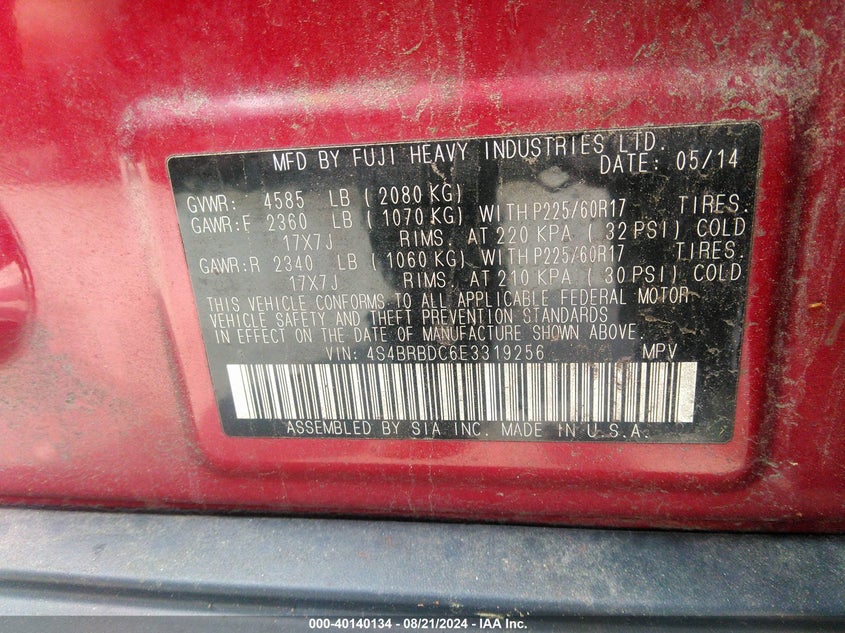 MFD BY FUJI HEAVY INDUSTRIES LTD.
DATE: 05/14
GVWR: 4585 LB (2080 KG)
GAWR:F 2360 LB (1070 KG) WITH P225/60R17 TIRES.
17X7J RIMS. AT 220 KPA (32 PSI) COLD
GAWR:R 2340 LB (1060 KG) WITH P225/60R17 TIRES.
17X7J RIMS. AT 210 KPA (30 PSI) COLD
THIS VEHICLE CONFORMS TO ALL APPLICABLE FEDERAL MOTOR
VEHICLE SAFETY AND THEFT PREVENTION STANDARDS
IN EFFECT ON THE DATE OF MANUFACTURE SHOWN ABOVE.
VIN: 4S4BRBDC6E3319256 MPV
ASSEMBLED BY SIA INC. MADE IN U.S.A.
000-40140134 - 08/21/2024 - IAA Inc.